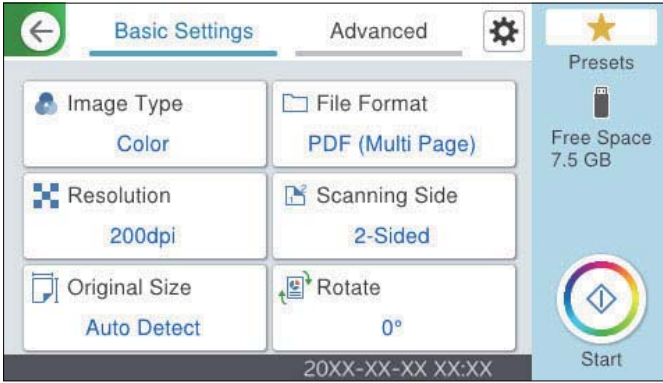 Basic Settings
Advanced
Presets
Image Type
Color
File Format
PDF (Multi Page)
Free Space
7.5 GB
Resolution
200dpi
Scanning Side
2-Sided
Original Size
Auto Detect
Rotate
0°
Start
20XX-XX-XX XX:XX